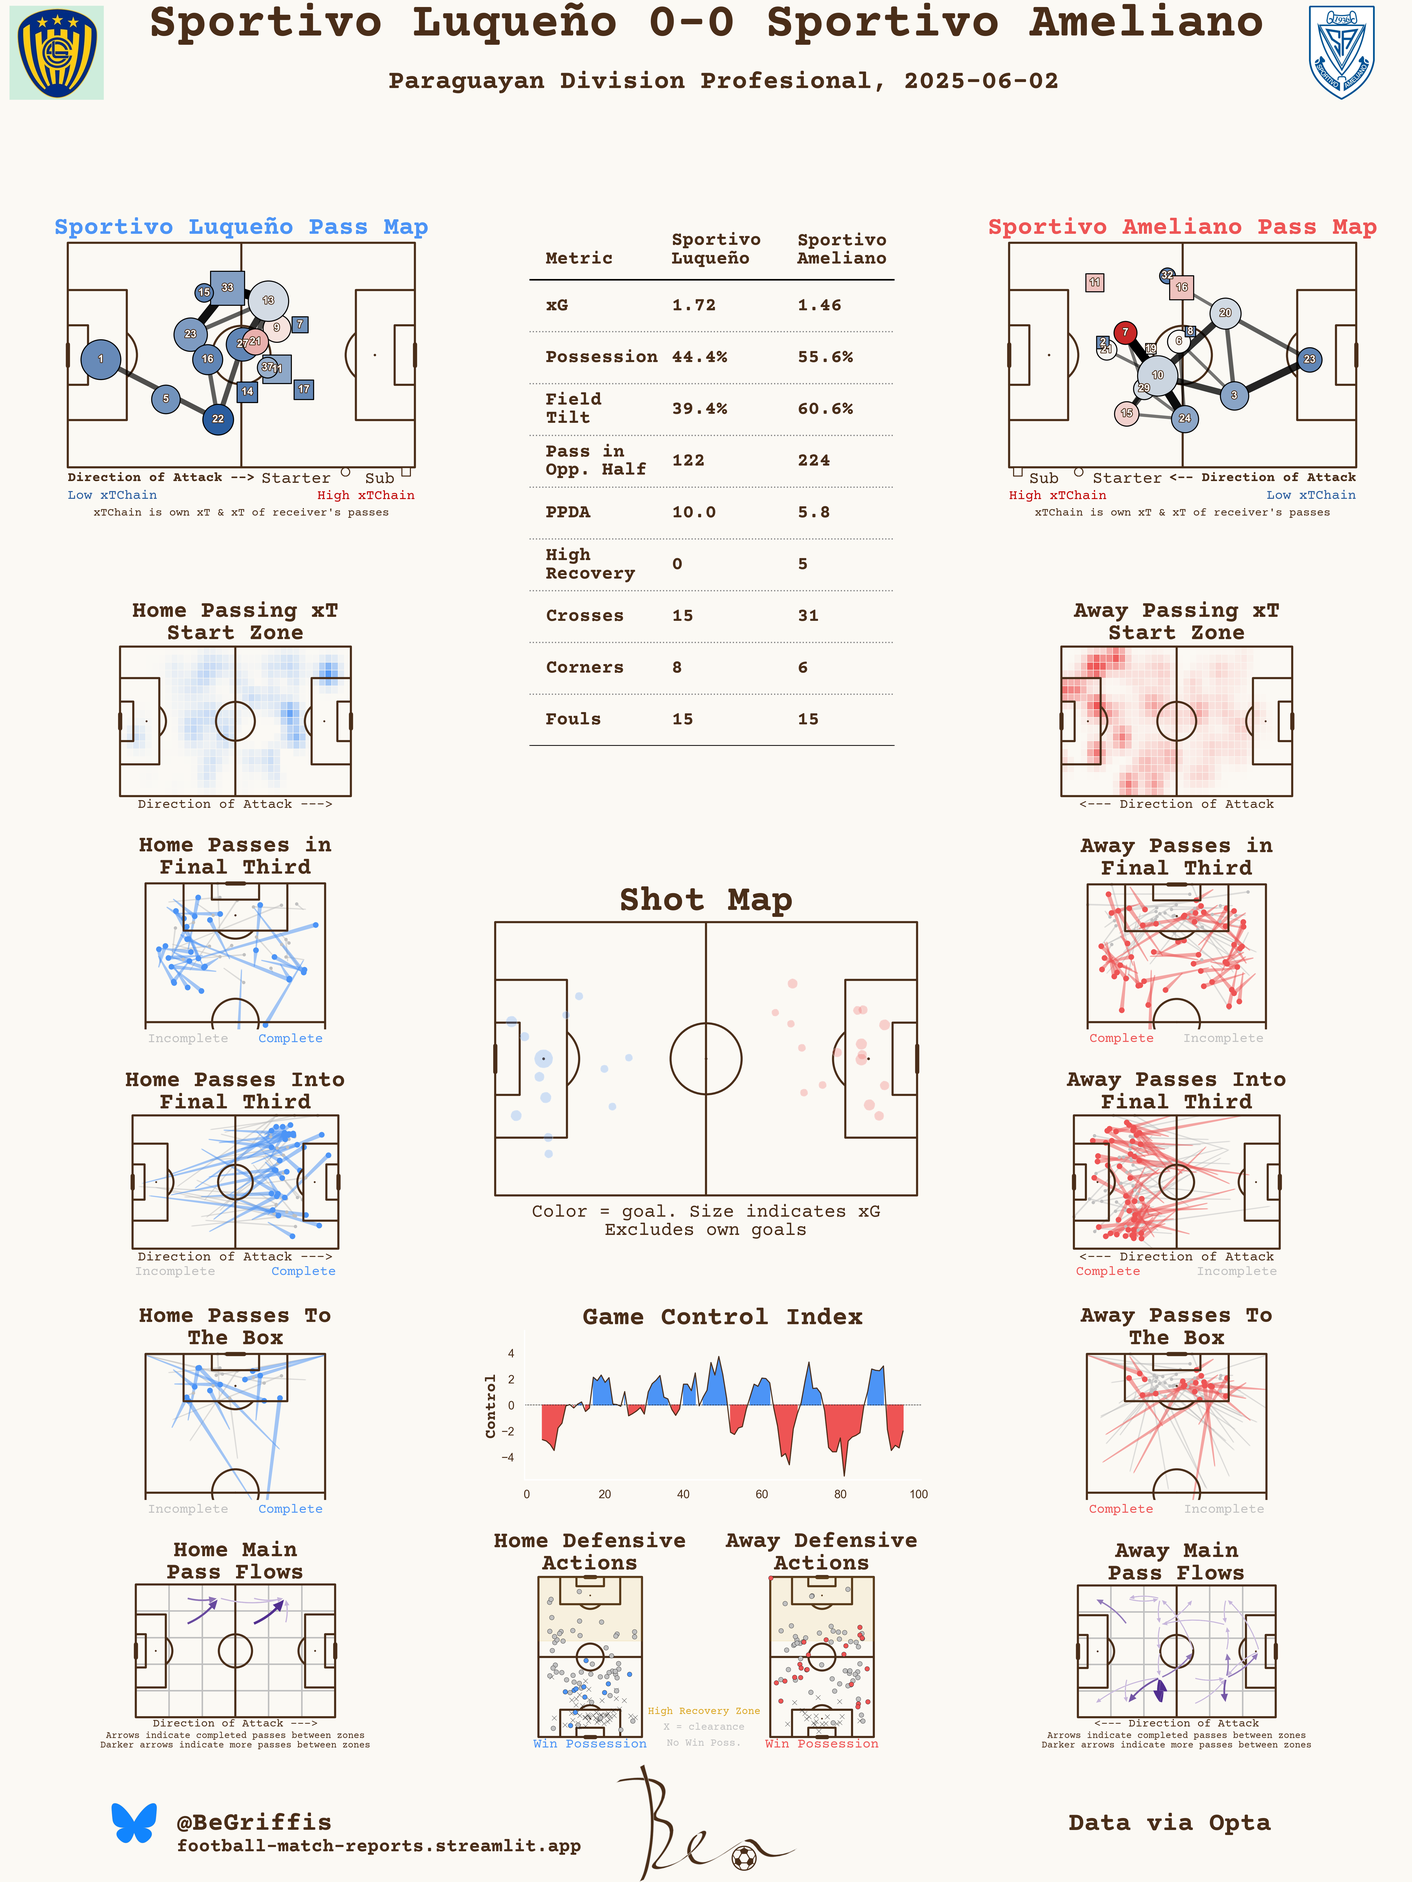 Sportivo Luqueño 0-0 Sportivo Ameliano
Paraguayan Division Profesional, 2025-06-02
1926
SA
SPORTIVO AMELIANO
Sportivo Luqueño Pass Map
15
33
13
23
9
7
27
21
16
1
37
11
14
17
5
22
Direction of Attack --> Starter Sub
Low xTChain High xTChain
xTChain is own xT & xT of receiver's passes
Metric Sportivo Luqueño Sportivo Ameliano
xG 1.72 1.46
Possession 44.4% 55.6%
Field
Tilt 39.4% 60.6%
Pass in
Opp. Half 122 224
PPDA 10.0 5.8
High
Recovery 0 5
Crosses 15 31
Corners 8 6
Fouls 15 15
Sportivo Ameliano Pass Map
11
32
16
20
7
8
2
21
19
6
10
23
29
3
15
24
Sub Starter <-- Direction of Attack
High xTChain Low xTChain
xTChain is own xT & xT of receiver's passes
Home Passing xT
Start Zone
Direction of Attack --->
Away Passing xT
Start Zone
<--- Direction of Attack
Home Passes in
Final Third
Incomplete Complete
Away Passes in
Final Third
Complete Incomplete
Shot Map
Color = goal. Size indicates xG
Excludes own goals
Home Passes Into
Final Third
Direction of Attack --->
Incomplete Complete
Away Passes Into
Final Third
<--- Direction of Attack
Complete Incomplete
Home Passes To
The Box
Incomplete Complete
Game Control Index
Control
4
2
0
−2
−4
0 20 40 60 80 100
Away Passes To
The Box
Complete Incomplete
Home Main
Pass Flows
Direction of Attack --->
Arrows indicate completed passes between zones
Darker arrows indicate more passes between zones
Home Defensive
Actions
Win Possession
High Recovery Zone
X = clearance
No Win Poss.
Away Defensive
Actions
Win Possession
Away Main
Pass Flows
<--- Direction of Attack
Arrows indicate completed passes between zones
Darker arrows indicate more passes between zones
@BeGriffis
football-match-reports.streamlit.app
Ben
Data via Opta